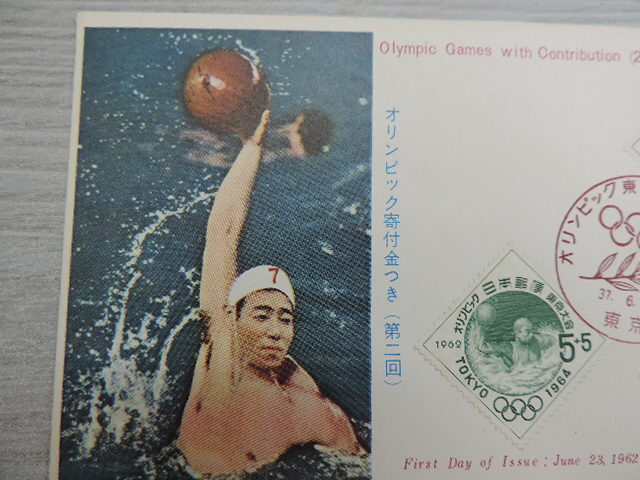 Olympic Games with Contribution (2
オリンピック寄付金つき(第二回)
7
オリンピック 東
37. 6.
東京
オリンピック 日本郵便 東京大会
1962
5+5
TOKYO 1964
First Day of Issue : June 23, 1962